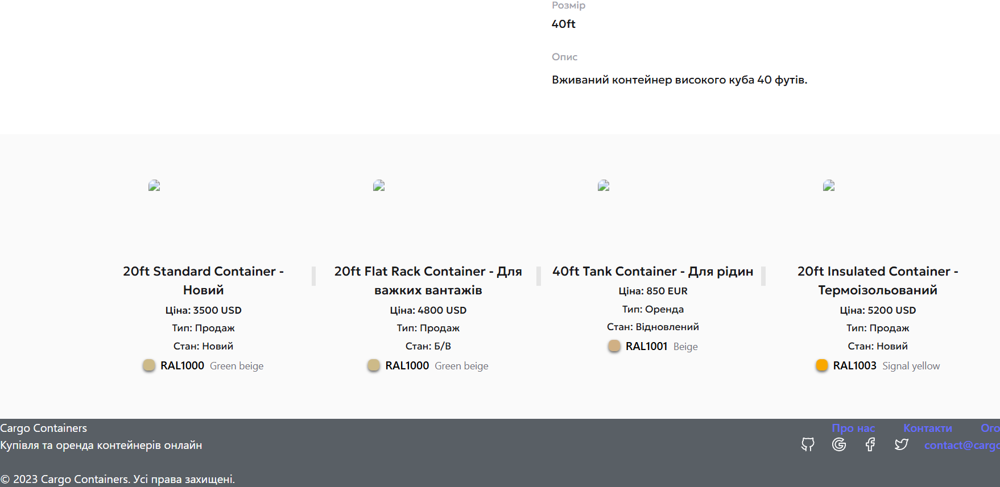 Розмір
40ft
Опис
Вживаний контейнер високого куба 40 футів.
20ft Standard Container -
Новий
Ціна: 3500 USD
Тип: Продаж
Стан: Новий
RAL1000 Green beige
20ft Flat Rack Container - Для
важких вантажів
Ціна: 4800 USD
Тип: Продаж
Стан: Б/В
RAL1000 Green beige
40ft Tank Container - Для рідин
Ціна: 850 EUR
Тип: Оренда
Стан: Відновлений
RAL1001 Beige
20ft Insulated Container -
Термоізольований
Ціна: 5200 USD
Тип: Продаж
Стан: Новий
RAL1003 Signal yellow
Cargo Containers
Купівля та оренда контейнерів онлайн
Про нас Контакти Ого
contact@cargo
© 2023 Cargo Containers. Усі права захищені.